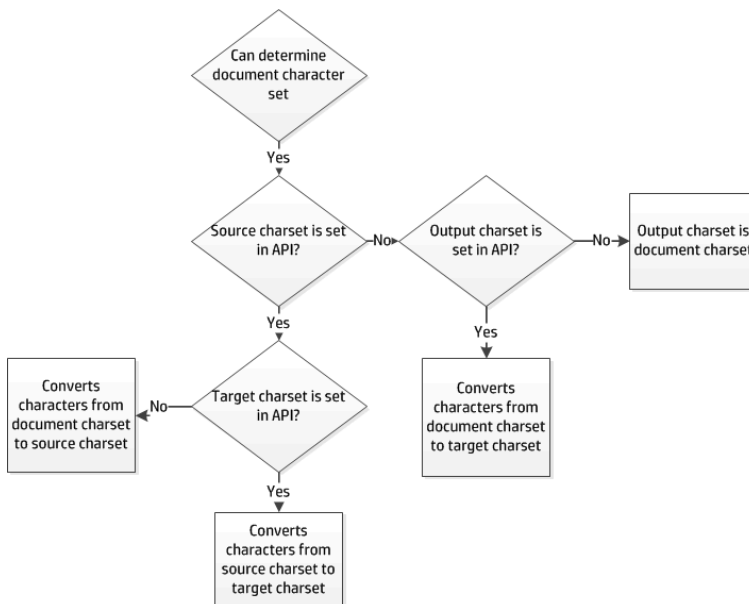 Can determine
document character
set
Yes
Source charset is set
in API?
No
Output charset is
set in API?
No
Output charset is
document charset
Yes
Yes
Target charset is set
in API?
No
Converts
characters from
document charset
to source charset
Converts
characters from
document charset
to target charset
Yes
Converts
characters from
source charset to
target charset